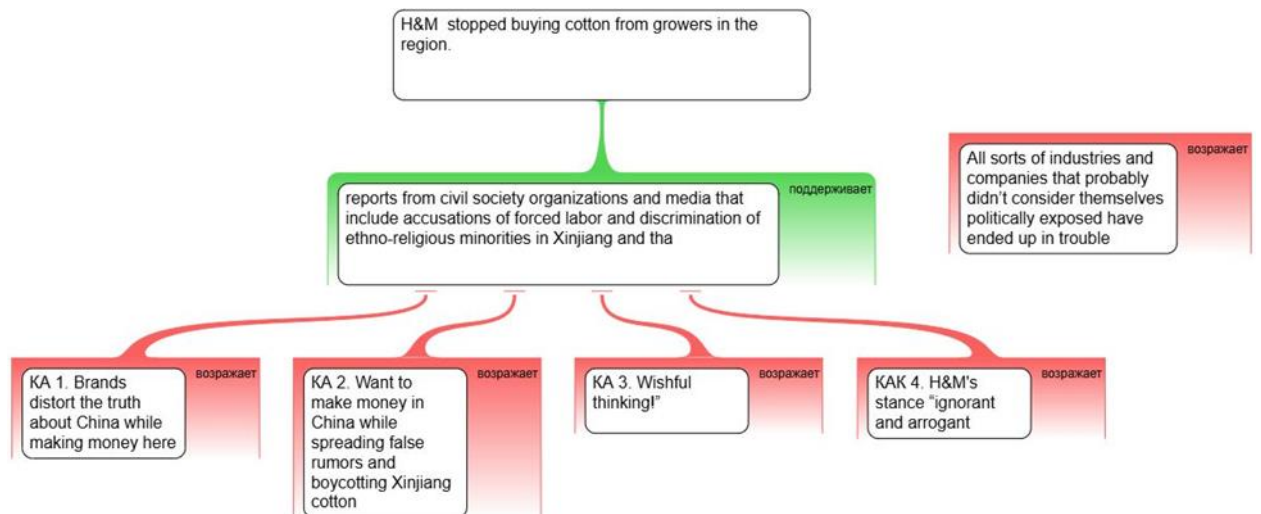 H&M  stopped buying cotton from growers in the
region.
возражает
All sorts of industries and
companies that probably
didn’t consider themselves
politically exposed have
ended up in trouble
поддерживает
reports from civil society organizations and media that
include accusations of forced labor and discrimination of
ethno-religious minorities in Xinjiang and tha
возражает
КА 1. Brands
distort the truth
about China while
making money here
возражает
КА 2. Want to
make money in
China while
spreading false
rumors and
boycotting Xinjiang
cotton
возражает
КА 3. Wishful
thinking!”
возражает
КАК 4. H&M's
stance “ignorant
and arrogant